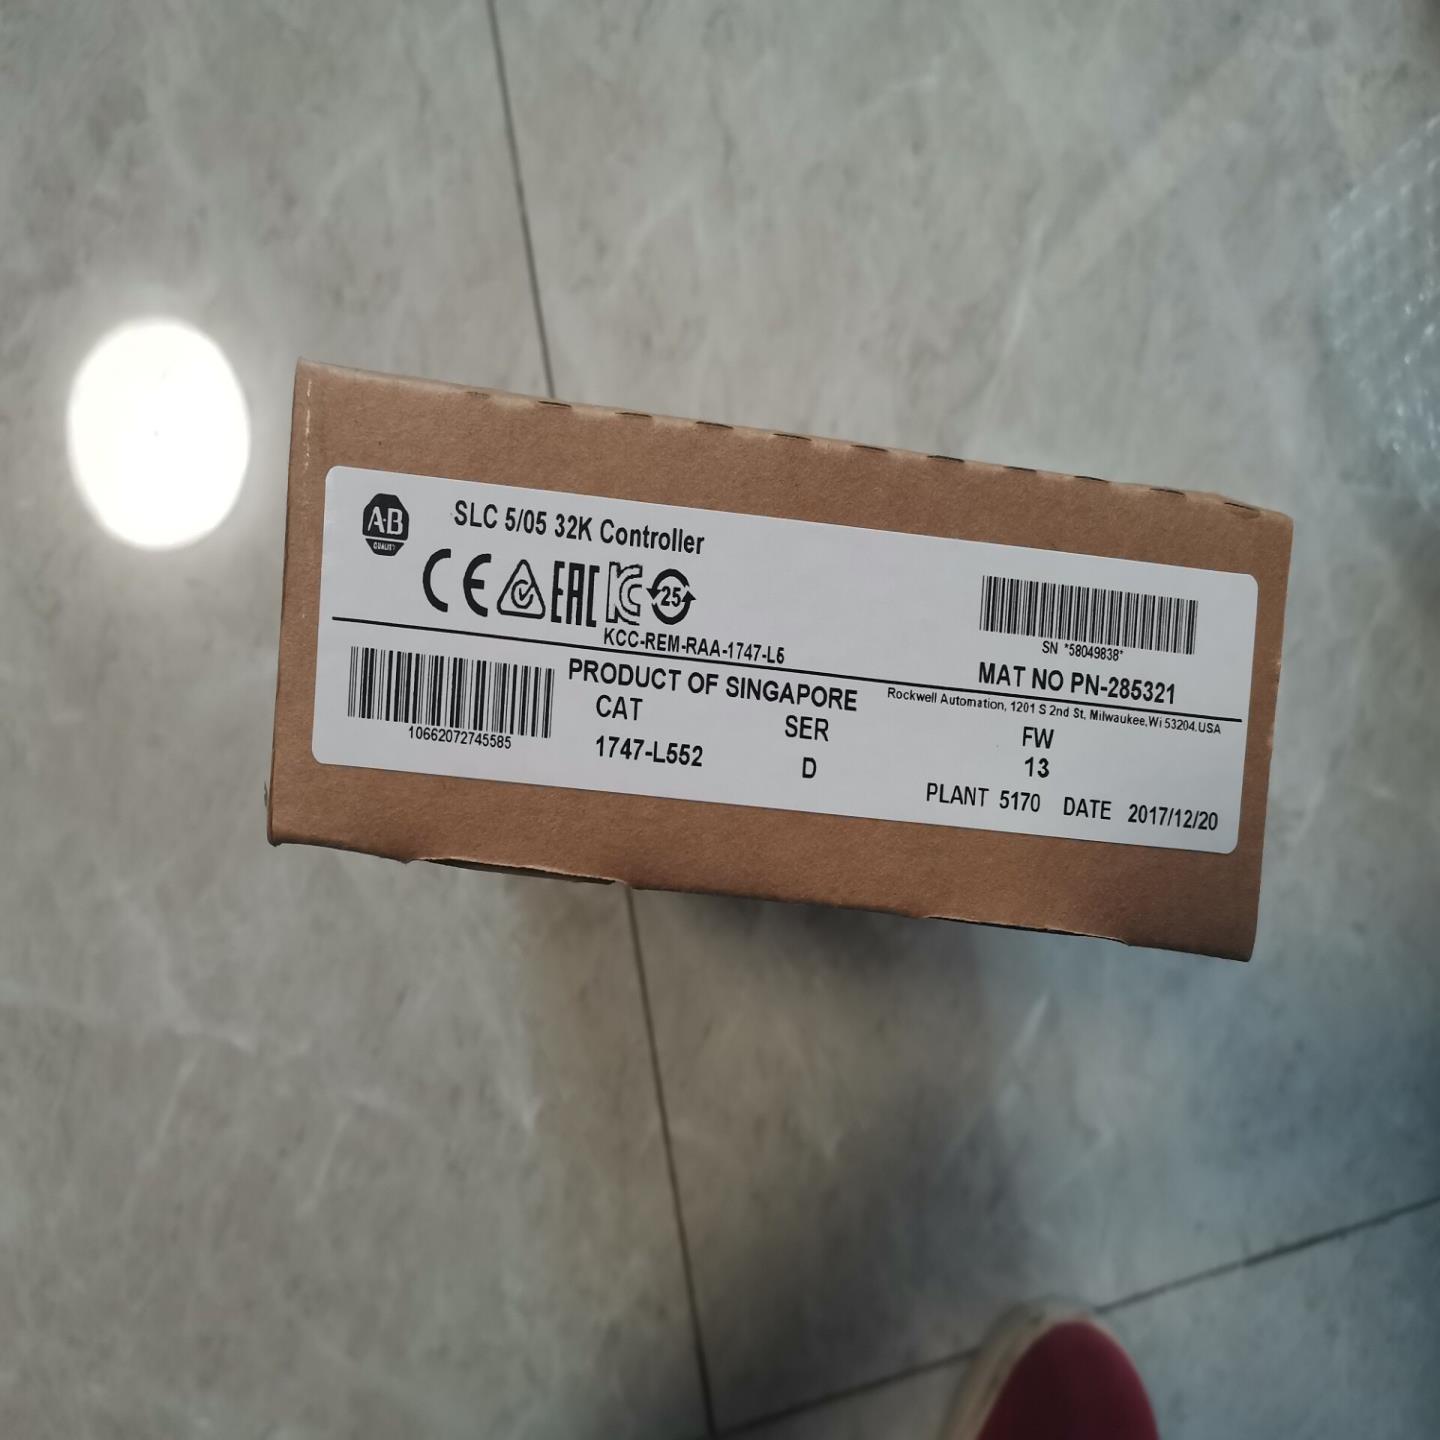 A-B
QUALITY
SLC 5/05 32K Controller
CE EAC KC 25
KCC-REM-RAA-1747-L5
SN *58049838*
MAT NO PN-285321
PRODUCT OF SINGAPORE
Rockwell Automation, 1201 S 2nd St, Milwaukee,Wi 53204.USA
10662072745585
CAT SER FW
1747-L552 D 13
PLANT 5170 DATE 2017/12/20